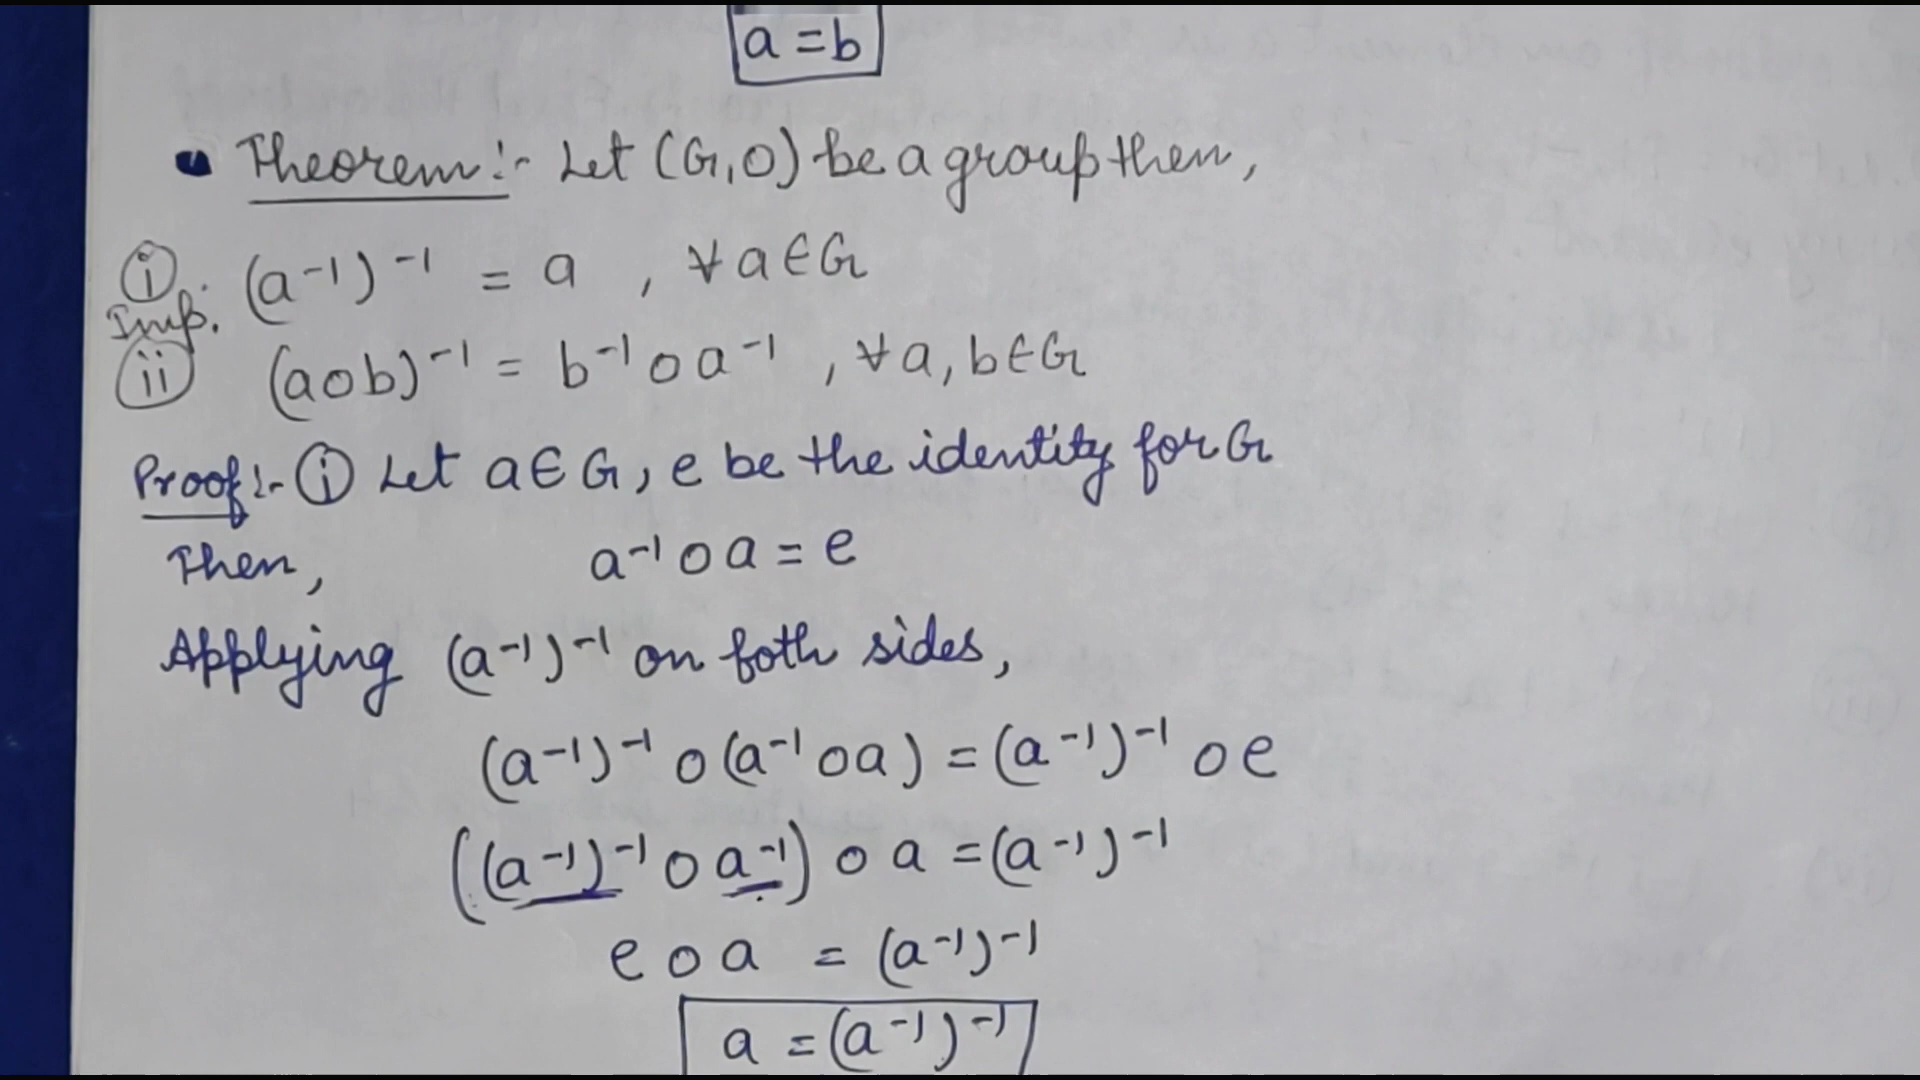 a = b
Theorem:- Let (G, O) be a group then,
(i) (a-1)-1 = a , ∀ a ∈ G
Imp.
(ii) (a o b)-1 = b-1 o a-1 , ∀ a, b ∈ G
Proof:- (i) Let a ∈ G, e be the identity for G
Then, a-1 o a = e
Applying (a-1)-1 on both sides,
(a-1)-1 o (a-1 o a) = (a-1)-1 o e
((a-1)-1 o a-1) o a = (a-1)-1
e o a = (a-1)-1
a = (a-1)-1